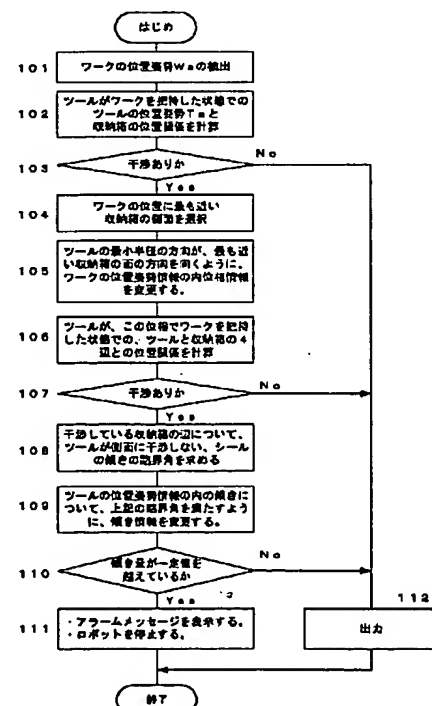 はじめ
101
ワークの位置姿勢Waの検出
102
ツールがワークを把持した状態での
ツールの位置姿勢Taと
収納箱の位置関係を計算
103
干渉ありか
No
Yes
104
ワークの位置に最も近い
収納箱の側面を選択
105
ツールの最小半径の方向が、最も近
い収納箱の面の方向を向くように、
ワークの位置姿勢情報の内位相情報
を変更する。
106
ツールが、この位相でワークを把持
した状態での、ツールと収納箱の4
辺との位置関係を計算
107
干渉ありか
No
Yes
108
干渉している収納箱の辺について、
ツールが側面に干渉しない、シール
の傾きの臨界角を求める
109
ツールの位置姿勢情報の内の傾きに
ついて、上記の臨界角を満たすよう
に、傾き情報を変更する。
110
傾き量が一定値を
越えているか
No
Yes
111
・アラームメッセージを表示する。
・ロボットを停止する。
112
出力
終了